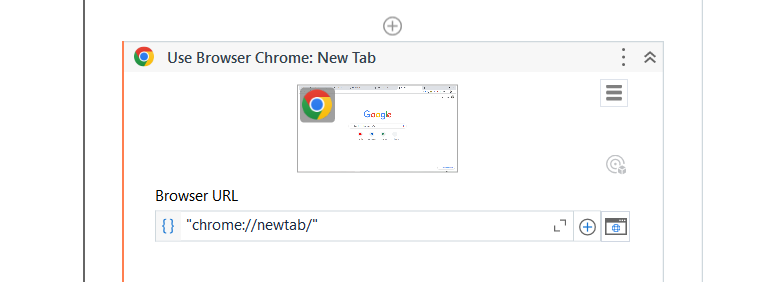 Use Browser Chrome: New Tab
Google
Browser URL
"chrome://newtab/"